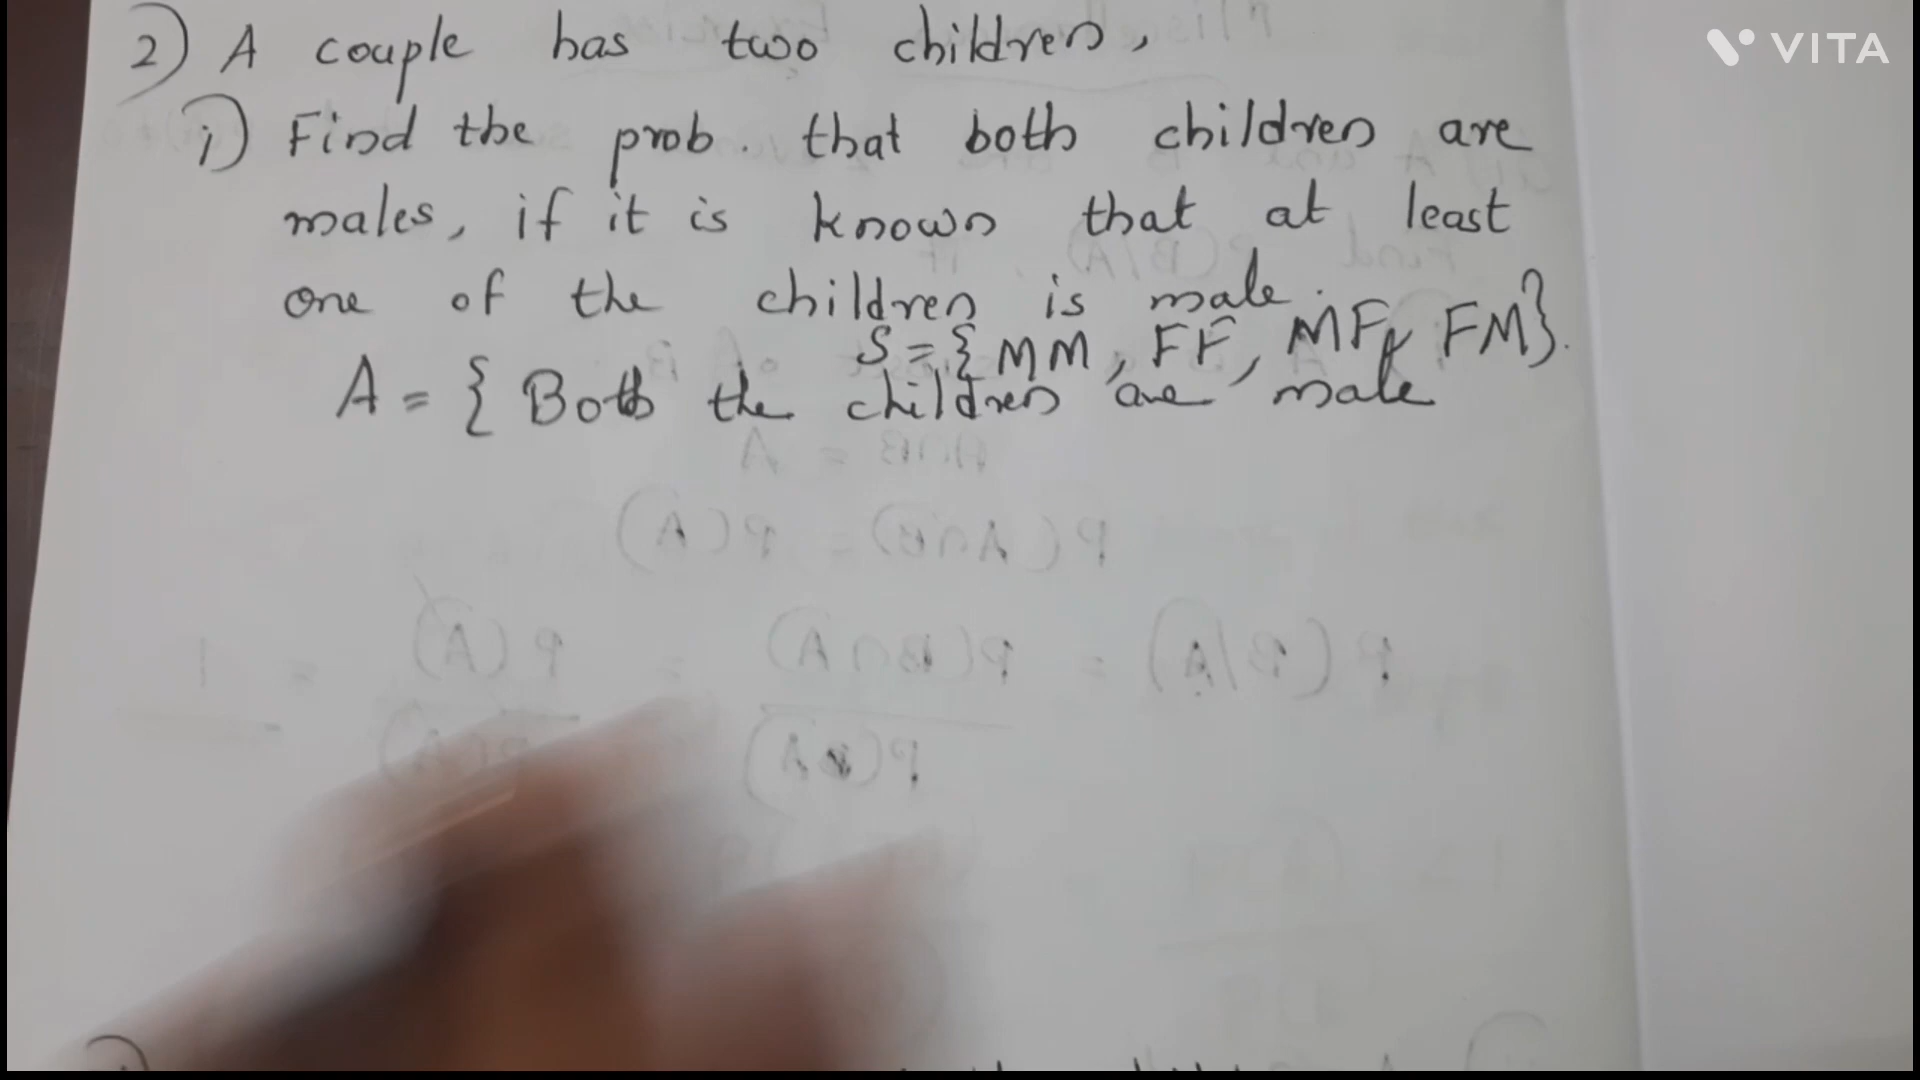 VITA
2) A couple has two children,
i) Find the prob. that both children are
males, if it is known that at least
one of the children is male.
S = { MM, FF, MF, FM}.
A = { Both the children are male
A∩B = A
P(A∩B) = P(A)
P(B/A) = P(B∩A) = P(A) = 1
P(A) P(A)